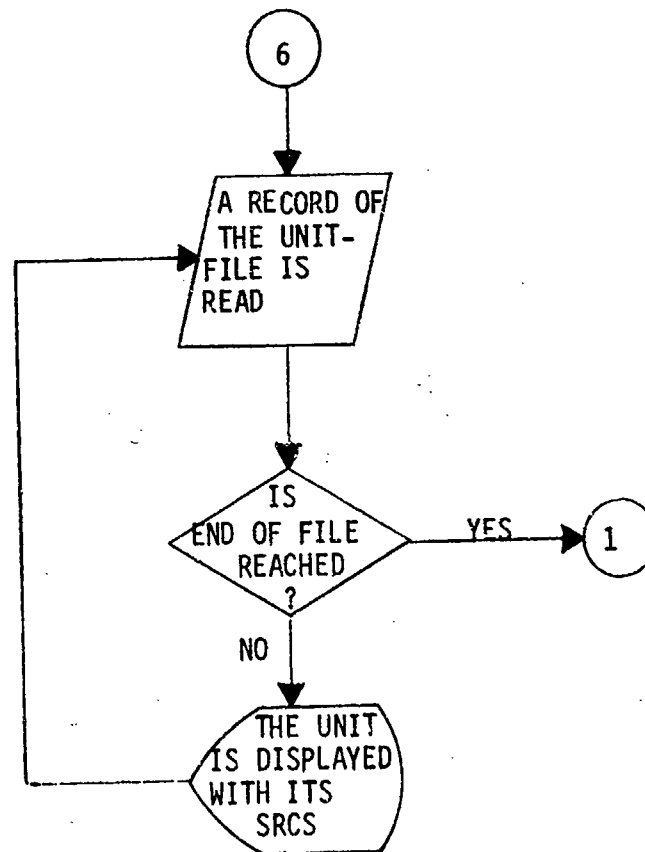 6
A RECORD OF
THE UNIT-
FILE IS
READ
IS
END OF FILE
REACHED
?
YES
1
NO
THE UNIT
IS DISPLAYED
WITH ITS
SRCS